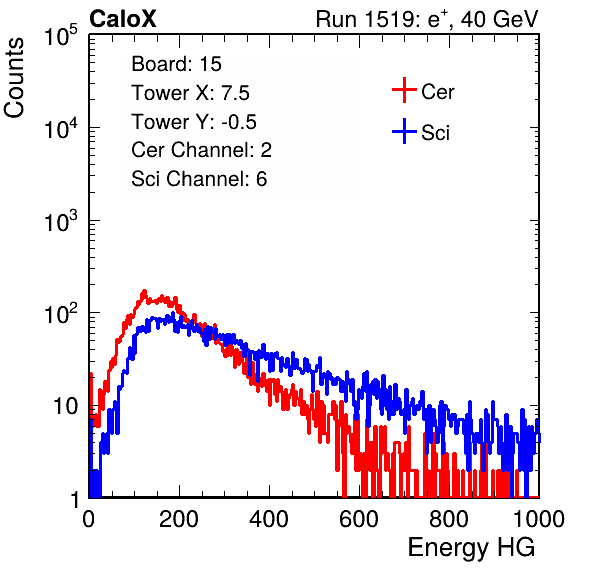 CaloX Run 1519: e⁺, 40 GeV
Counts
10⁵
10⁴
10³
10²
10
1
Board: 15
Tower X: 7.5
Tower Y: -0.5
Cer Channel: 2
Sci Channel: 6
Cer
Sci
0 200 400 600 800 1000
Energy HG